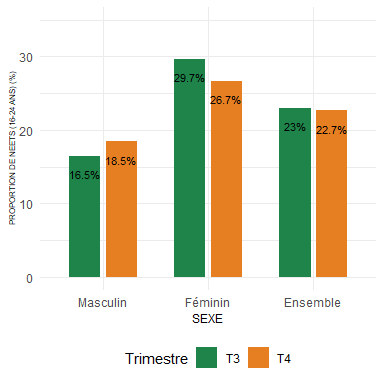 PROPORTION DE NEETS (16-24 ANS) (%)
30
20
10
0
29.7%
26.7%
23%
22.7%
16.5%
18.5%
Masculin Féminin Ensemble
SEXE
Trimestre T3 T4